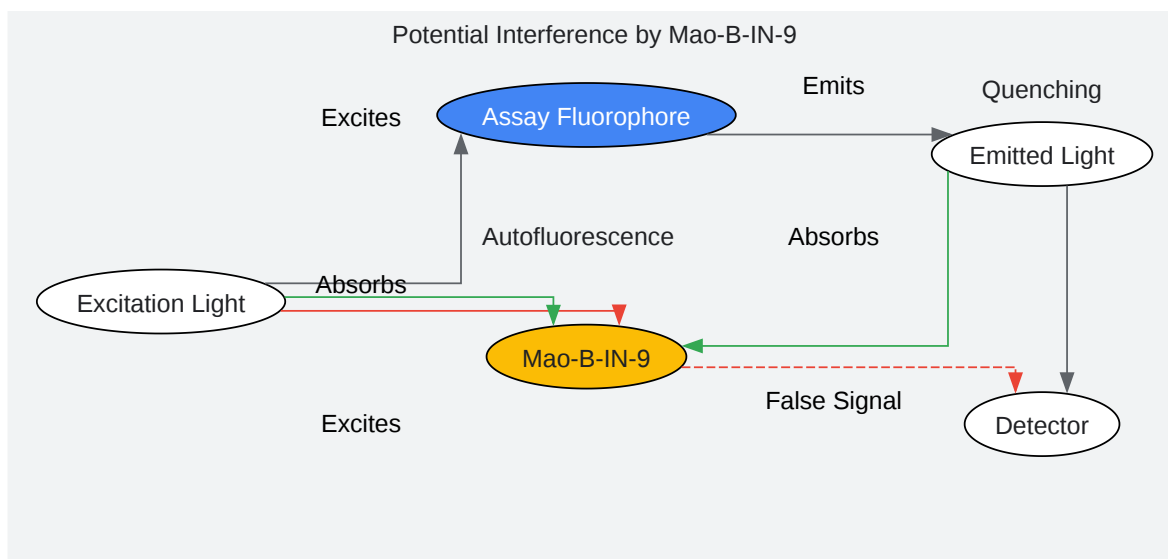 Potential Interference by Mao-B-IN-9
Emits
Quenching
Excites
Assay Fluorophore
Emitted Light
Autofluorescence
Absorbs
Absorbs
Excitation Light
Mao-B-IN-9
False Signal
Excites
Detector